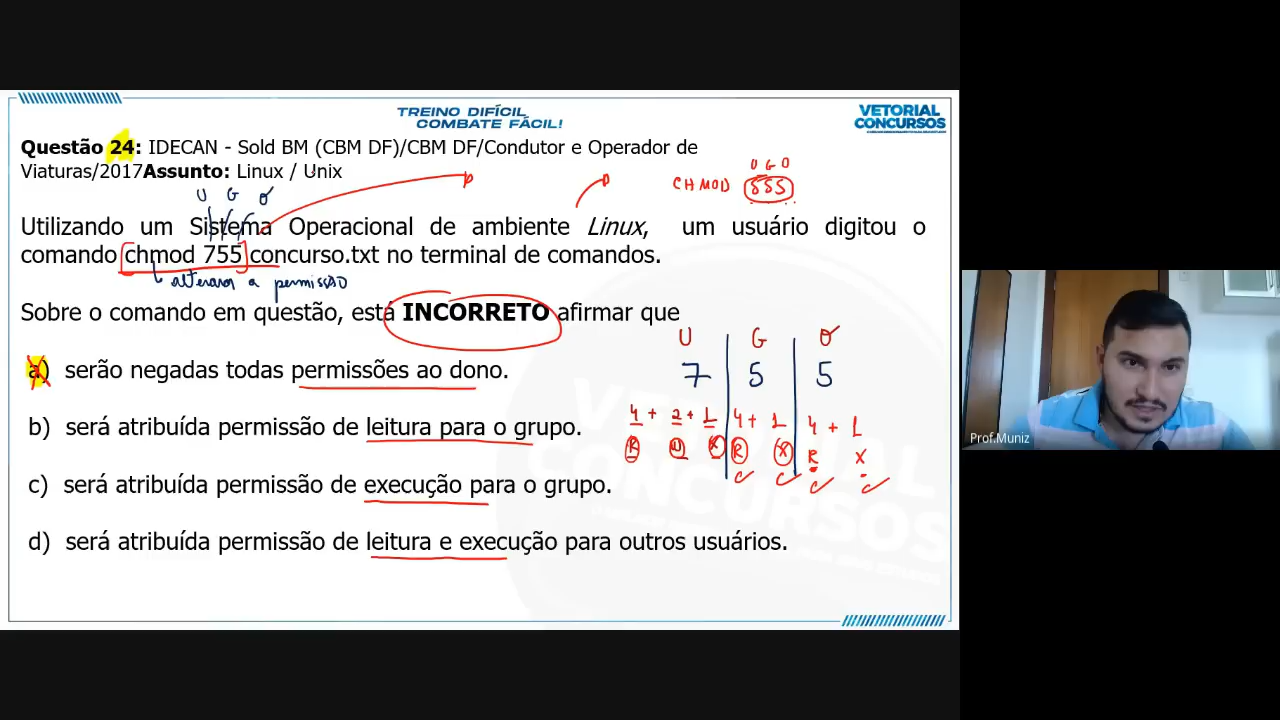 TREINO DIFÍCIL
COMBATE FÁCIL!
VETORIAL
CONCURSOS
Questão 24: IDECAN - Sold BM (CBM DF)/CBM DF/Condutor e Operador de
Viaturas/2017Assunto: Linux / Unix
U G O
CHMOD 555
U G O
Utilizando um Sistema Operacional de ambiente Linux, um usuário digitou o
comando chmod 755 concurso.txt no terminal de comandos.
alterar a permissão
Sobre o comando em questão, está INCORRETO afirmar que
U G O
7 5 5
a) serão negadas todas permissões ao dono.
4 + 2 + 1 4 + 1 4 + 1
b) será atribuída permissão de leitura para o grupo.
R W X R X R X
c) será atribuída permissão de execução para o grupo.
d) será atribuída permissão de leitura e execução para outros usuários.
VETORIAL
CONCURSOS
Prof.Muniz